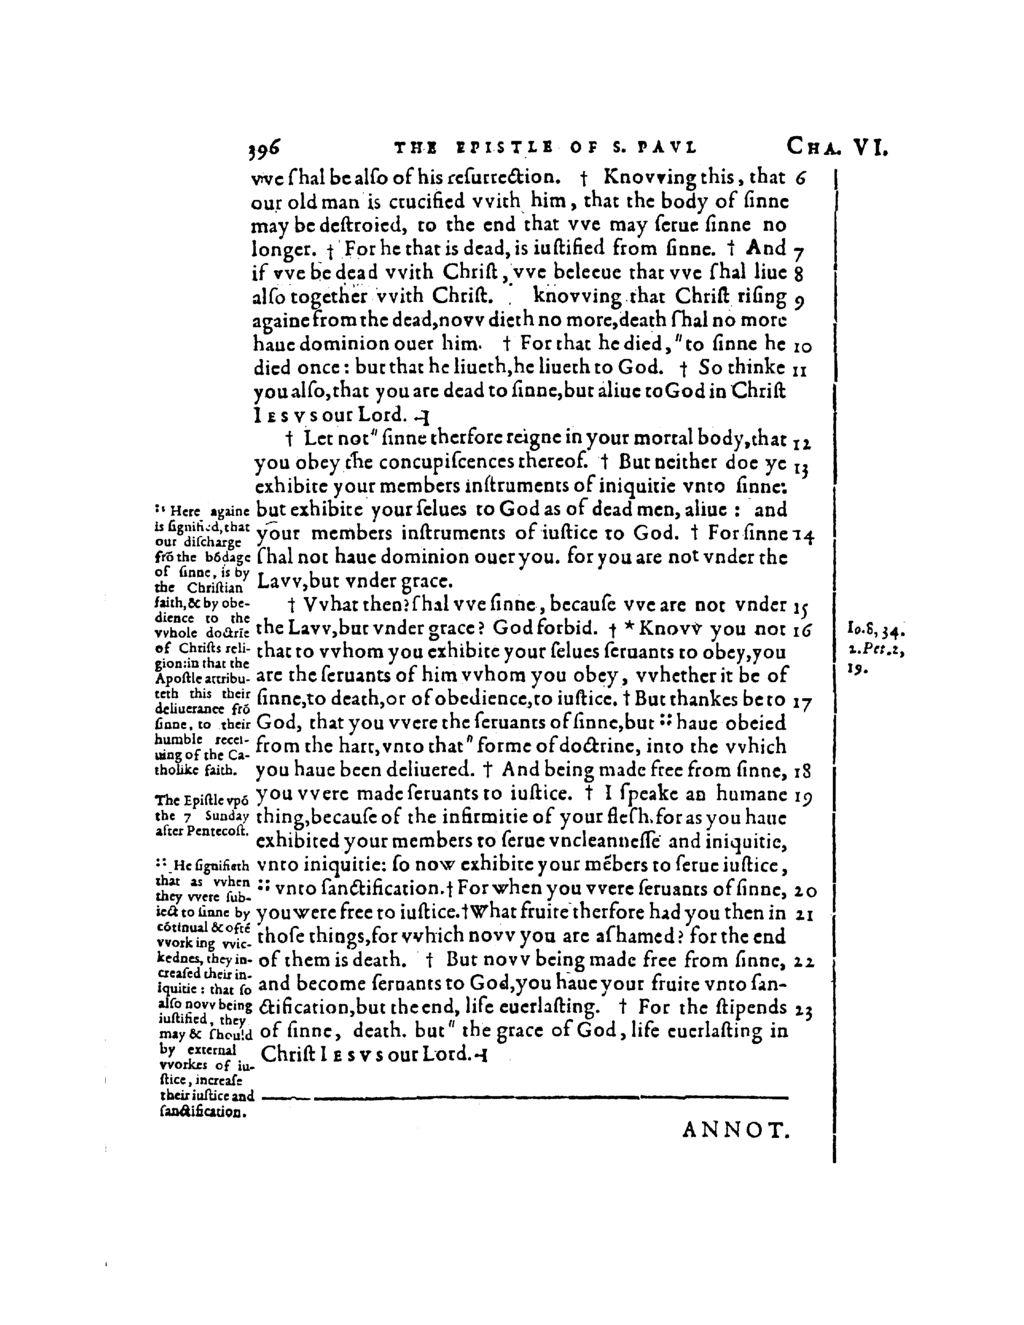 396 THE EPISTLE OF S. PAVL CHA. VI.
vve ſhal be alſo of his reſurrection. † Knovving this, that 6
our old man is crucified vvith him, that the body of ſinne
may be deſtroied, to the end that vve may ſerue ſinne no
longer. † For he that is dead, is iuſtified from ſinne. † And 7
if vve be dead vvith Chriſt, vve beleeue that vve ſhal liue 8
alſo together vvith Chriſt. knovving that Chriſt riſing 9
againe from the dead, novv dieth no more, death ſhal no more
haue dominion ouer him. † For that he died, "to ſinne he 10
died once: but that he liueth, he liueth to God. † So thinke 11
you alſo, that you are dead to ſinne, but aliue to God in Chriſt
IESVS our Lord. ⊣
† Let not "ſinne therfore reigne in your mortal body, that 12
you obey the concupiſcences thereof. † But neither doe ye 13
exhibite your members inſtruments of iniquitie vnto ſinne:
but exhibite your ſelues to God as of dead men, aliue : and
your members inſtruments of iuſtice to God. † For ſinne 14
ſhal not haue dominion ouer you. for you are not vnder the
Lavv, but vnder grace.
† Vvhat then? ſhal vve ſinne, becauſe vve are not vnder 15
the Lavv, but vnder grace? God forbid. † * Knovv you not 16
that to vvhom you exhibite your ſelues ſeruants to obey, you
are the ſeruants of him vvhom you obey, vvhether it be of
ſinne, to death, or of obedience, to iuſtice. † But thankes be to 17
God, that you vvere the ſeruants of ſinne, but :: haue obeied
from the hart, vnto that "forme of doctrine, into the vvhich
you haue been deliuered. † And being made free from ſinne, 18
you vvere made ſeruants to iuſtice. † I ſpeake an humane 19
thing, becauſe of the infirmitie of your fleſh. for as you haue
exhibited your members to ſerue vncleanneſſe and iniquitie,
vnto iniquitie: ſo now exhibite your mẽbers to ſerue iuſtice,
:: vnto ſanctification. † For when you vvere ſeruants of ſinne, 20
you were free to iuſtice. † What fruite therfore had you then in 21
thoſe things, for vvhich novv you are aſhamed? for the end
of them is death. † But novv being made free from ſinne, 22
and become ſeruants to God, you haue your fruite vnto ſan-
ctification, but the end, life euerlaſting. † For the ſtipends 23
of ſinne, death. but "the grace of God, life euerlaſting in
Chriſt IESVS our Lord. ⊣
:: Here againe
is ſignified, that
our diſcharge
frõ the bõdage
of ſinne, is by
the Chriſtian
faith, & by obe-
dience to the
vvhole doctrĩe
of Chriſts reli-
gion: in that the
Apoſtle attribu-
teth this their
deliuerance frõ
ſinne, to their
humble recei-
uing of the Ca-
tholike faith.
The Epiſtle vpõ
the 7 Sunday
after Pentecoſt.
:: He ſignifieth
that as vvhen
they vvere ſub-
iect to ſinne by
cõtinual & oftẽ
vvorking vvic-
kednes, they in-
creaſed their in-
iquitie : that ſo
alſo novv being
iuſtified, they
may & ſhould
by external
vvorkes of iu-
ſtice, increaſe
their iuſtice and
ſanctification.
Io. 8, 34.
2. Pet. 2,
19.
ANNOT.